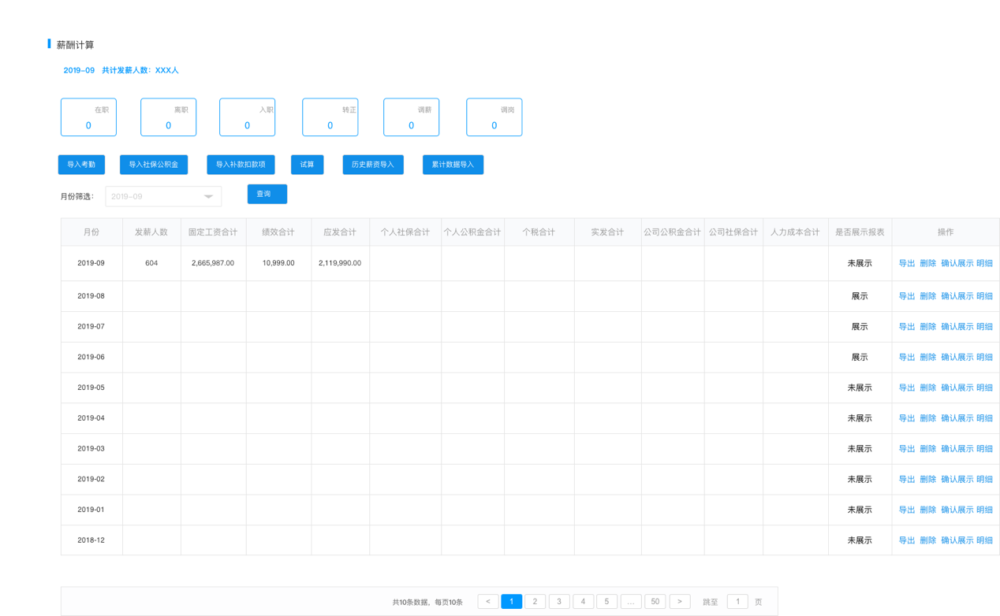 薪酬计算
2019-09 共计发薪人数：XXX人
在职 离职 入职 转正 调薪 调岗
0 0 0 0 0 0
导入考勤 导入社保公积金 导入补款扣款项 试算 历史薪资导入 累计数据导入
月份筛选： 2019-09 查询
月份 发薪人数 固定工资合计 绩效合计 应发合计 个人社保合计 个人公积金合计 个税合计 实发合计 公司公积金合计 公司社保合计 人力成本合计 是否展示报表 操作
2019-09 604 2,665,987.00 10,999.00 2,119,990.00 未展示 导出 删除 确认展示 明细
2019-08 展示 导出 删除 确认展示 明细
2019-07 展示 导出 删除 确认展示 明细
2019-06 展示 导出 删除 确认展示 明细
2019-05 未展示 导出 删除 确认展示 明细
2019-04 未展示 导出 删除 确认展示 明细
2019-03 未展示 导出 删除 确认展示 明细
2019-02 未展示 导出 删除 确认展示 明细
2019-01 未展示 导出 删除 确认展示 明细
2018-12 未展示 导出 删除 确认展示 明细
共10条数据，每页10条 < 1 2 3 4 5 ... 50 > 跳至 1 页